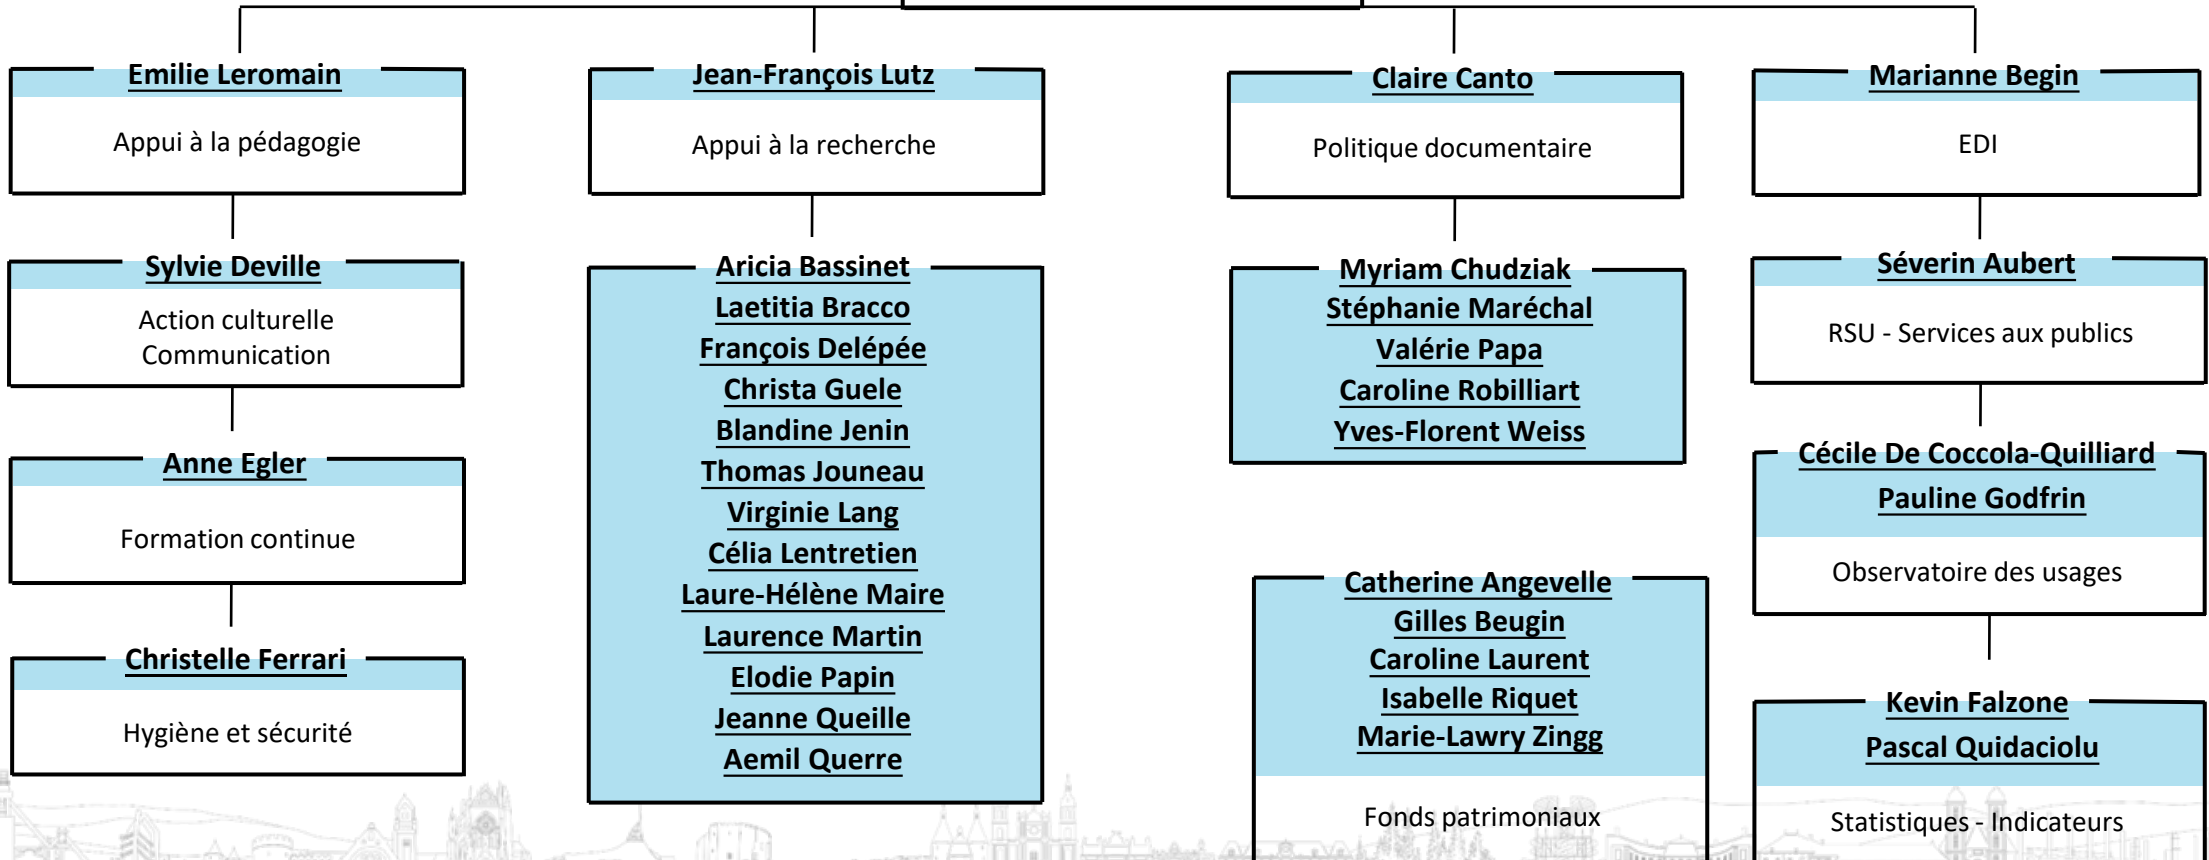 Emilie Leromain
Appui à la pédagogie
Sylvie Deville
Action culturelle
Communication
Anne Egler
Formation continue
Christelle Ferrari
Hygiène et sécurité
Jean-François Lutz
Appui à la recherche
Aricia Bassinet
Laetitia Bracco
François Delépée
Christa Guele
Blandine Jenin
Thomas Jouneau
Virginie Lang
Célia Lentretien
Laure-Hélène Maire
Laurence Martin
Elodie Papin
Jeanne Queille
Aemil Querre
Claire Canto
Politique documentaire
Myriam Chudziak
Stéphanie Maréchal
Valérie Papa
Caroline Robilliart
Yves-Florent Weiss
Catherine Angevelle
Gilles Beugin
Caroline Laurent
Isabelle Riquet
Marie-Lawry Zingg
Fonds patrimoniaux
Marianne Begin
EDI
Séverin Aubert
RSU - Services aux publics
Cécile De Coccola-Quilliard
Pauline Godfrin
Observatoire des usages
Kevin Falzone
Pascal Quidaciolu
Statistiques - Indicateurs